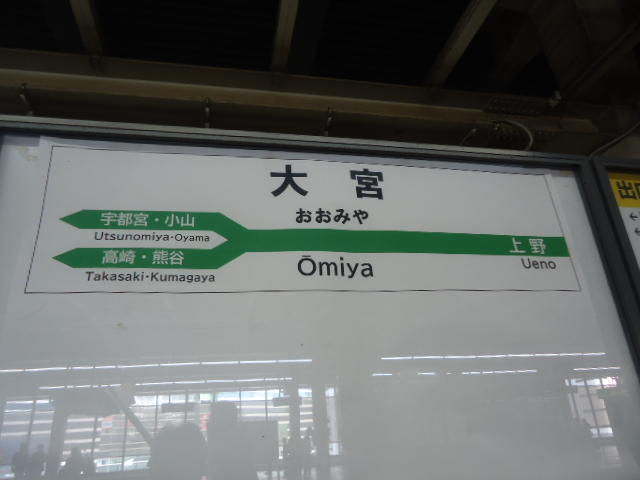 大宮
おおみや
Ōmiya
宇都宮・小山
Utsunomiya・Oyama
高崎・熊谷
Takasaki・Kumagaya
上野
Ueno
出